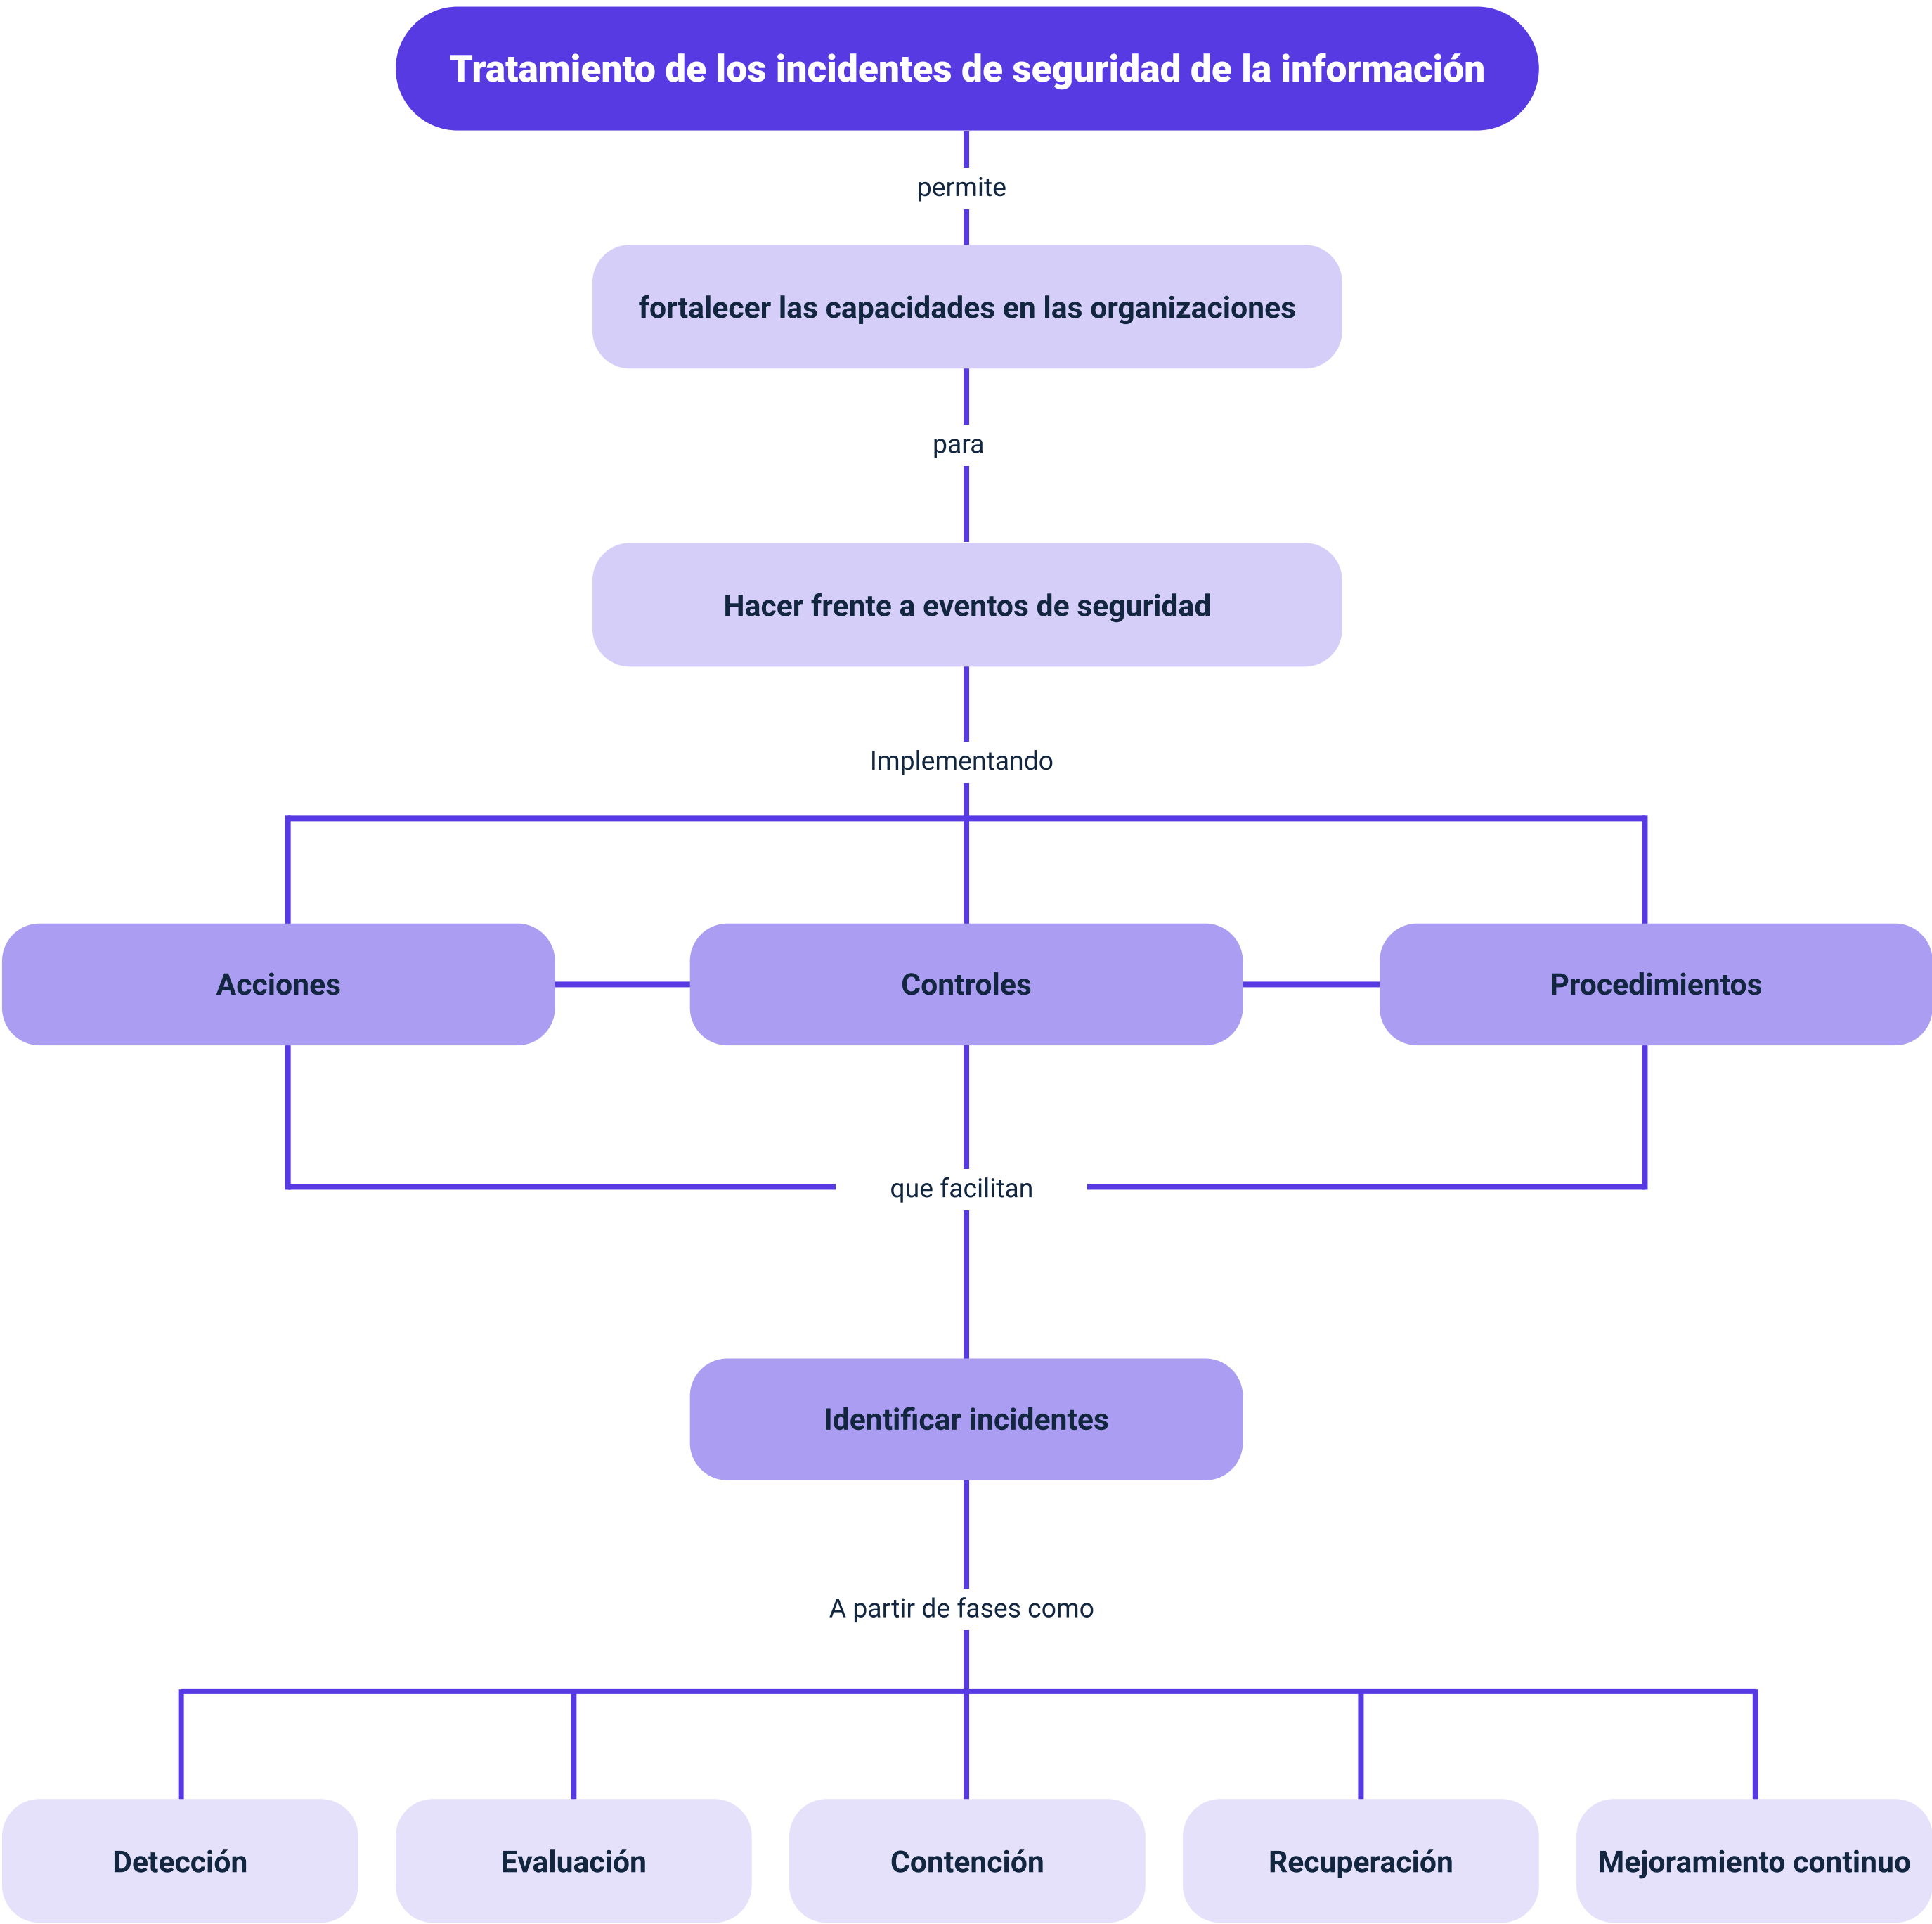 Tratamiento de los incidentes de seguridad de la información
permite
fortalecer las capacidades en las organizaciones
para
Hacer frente a eventos de seguridad
Implementando
Acciones
Controles
Procedimientos
que facilitan
Identificar incidentes
A partir de fases como
Detección
Evaluación
Contención
Recuperación
Mejoramiento continuo